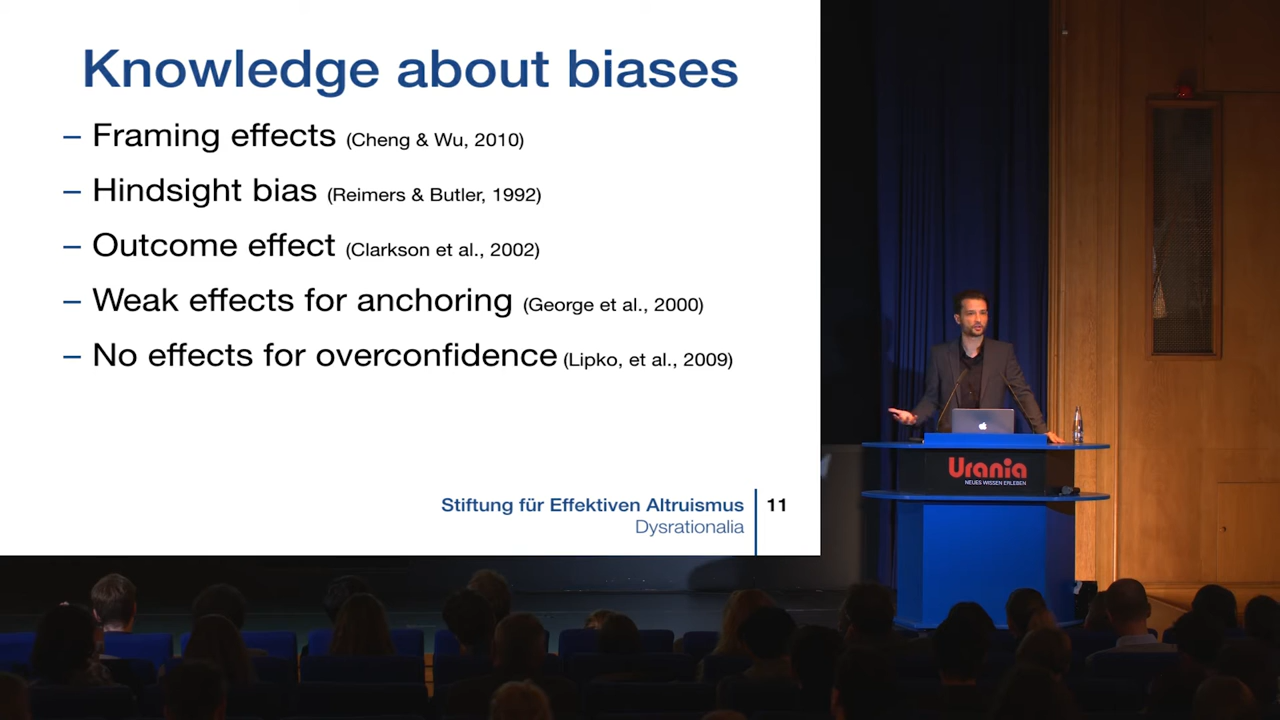 Knowledge about biases
– Framing effects (Cheng & Wu, 2010)
– Hindsight bias (Reimers & Butler, 1992)
– Outcome effect (Clarkson et al., 2002)
– Weak effects for anchoring (George et al., 2000)
– No effects for overconfidence (Lipko, et al., 2009)
Stiftung für Effektiven Altruismus 11
Dysrationalia
Urania
NEUES WISSEN ERLEBEN